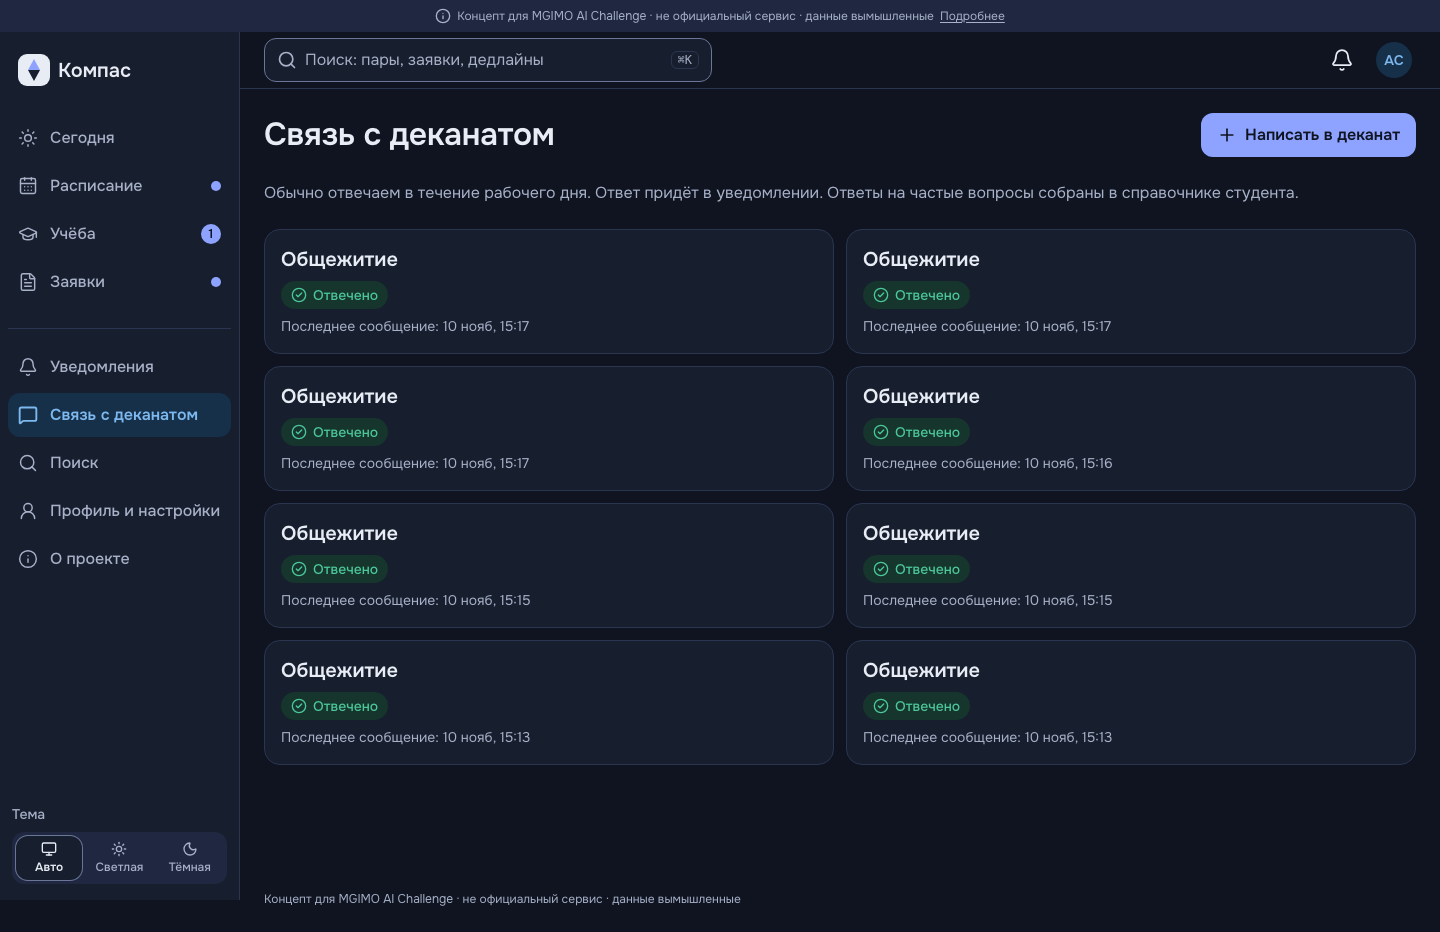 Концепт для MGIMO AI Challenge · не официальный сервис · данные вымышленные Подробнее
Компас
Поиск: пары, заявки, дедлайны
⌘K
АС
Сегодня
Расписание
Учёба
1
Заявки
Уведомления
Связь с деканатом
Поиск
Профиль и настройки
О проекте
Тема
Авто
Светлая
Тёмная
Связь с деканатом
Написать в деканат
Обычно отвечаем в течение рабочего дня. Ответ придёт в уведомлении. Ответы на частые вопросы собраны в справочнике студента.
Общежитие
Отвечено
Последнее сообщение: 10 нояб, 15:17
Общежитие
Отвечено
Последнее сообщение: 10 нояб, 15:17
Общежитие
Отвечено
Последнее сообщение: 10 нояб, 15:17
Общежитие
Отвечено
Последнее сообщение: 10 нояб, 15:16
Общежитие
Отвечено
Последнее сообщение: 10 нояб, 15:15
Общежитие
Отвечено
Последнее сообщение: 10 нояб, 15:15
Общежитие
Отвечено
Последнее сообщение: 10 нояб, 15:13
Общежитие
Отвечено
Последнее сообщение: 10 нояб, 15:13
Концепт для MGIMO AI Challenge · не официальный сервис · данные вымышленные